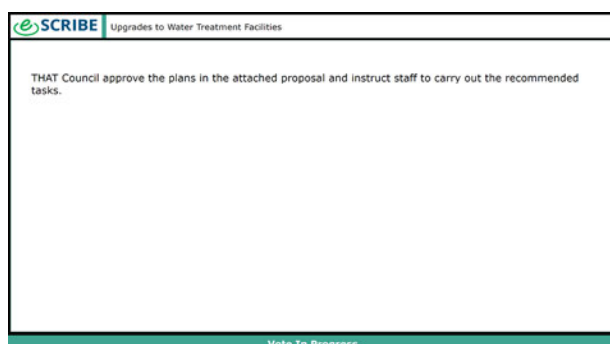 eSCRIBE
Upgrades to Water Treatment Facilities
THAT Council approve the plans in the attached proposal and instruct staff to carry out the recommended
tasks.
Vote In Progress